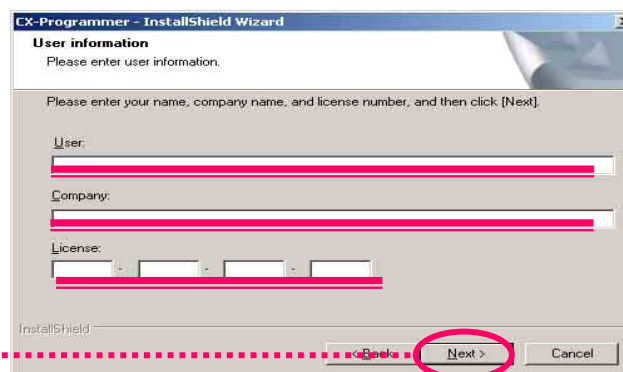 CX-Programmer - InstallShield Wizard
User information
Please enter user information.
Please enter your name, company name, and license number, and then click [Next].
User:
Company:
License:
- - -
InstallShield
< Back Next > Cancel